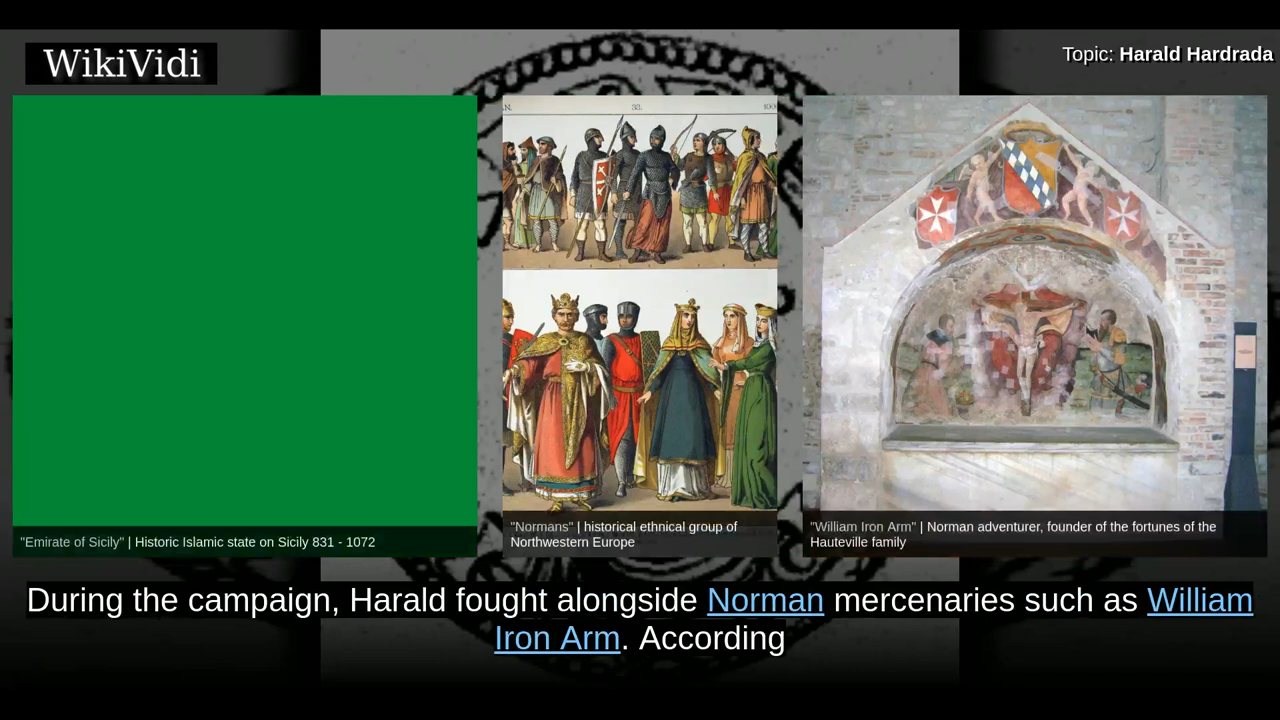 WikiVidi
Topic: Harald Hardrada
N.
33.
"Emirate of Sicily" | Historic Islamic state on Sicily 831 - 1072
"Normans" | historical ethnical group of
Northwestern Europe
"William Iron Arm" | Norman adventurer, founder of the fortunes of the
Hauteville family
During the campaign, Harald fought alongside Norman mercenaries such as William
Iron Arm. According